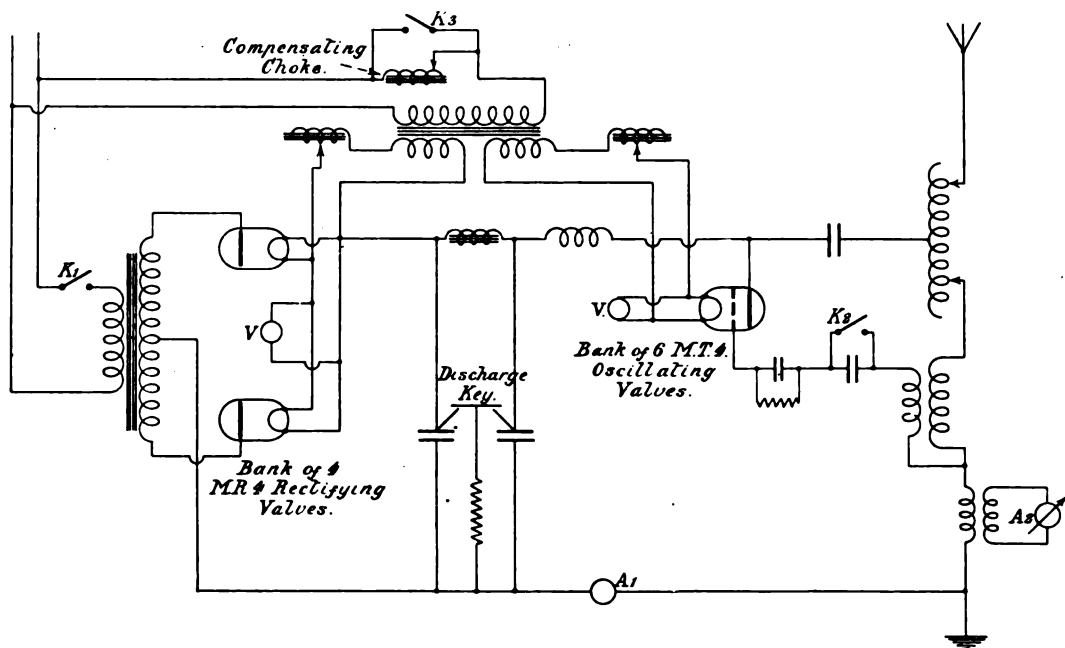 K3
Compensating
Choke.
K1
V
V.
K2
Bank of 6 M.T.4.
Oscillating
Valves.
Discharge
Key.
Bank of 4
M.R 4 Rectifying
Valves.
A2
A1